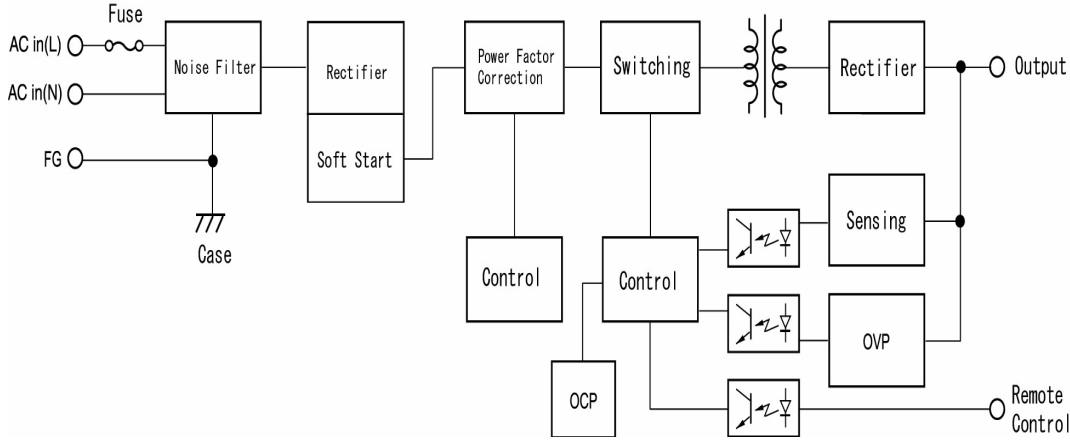 Fuse
AC in(L)
AC in(N)
FG
Case
Noise Filter
Rectifier
Soft Start
Power Factor
Correction
Switching
Rectifier
Output
Control
Control
Sensing
OVP
OCP
Remote
Control